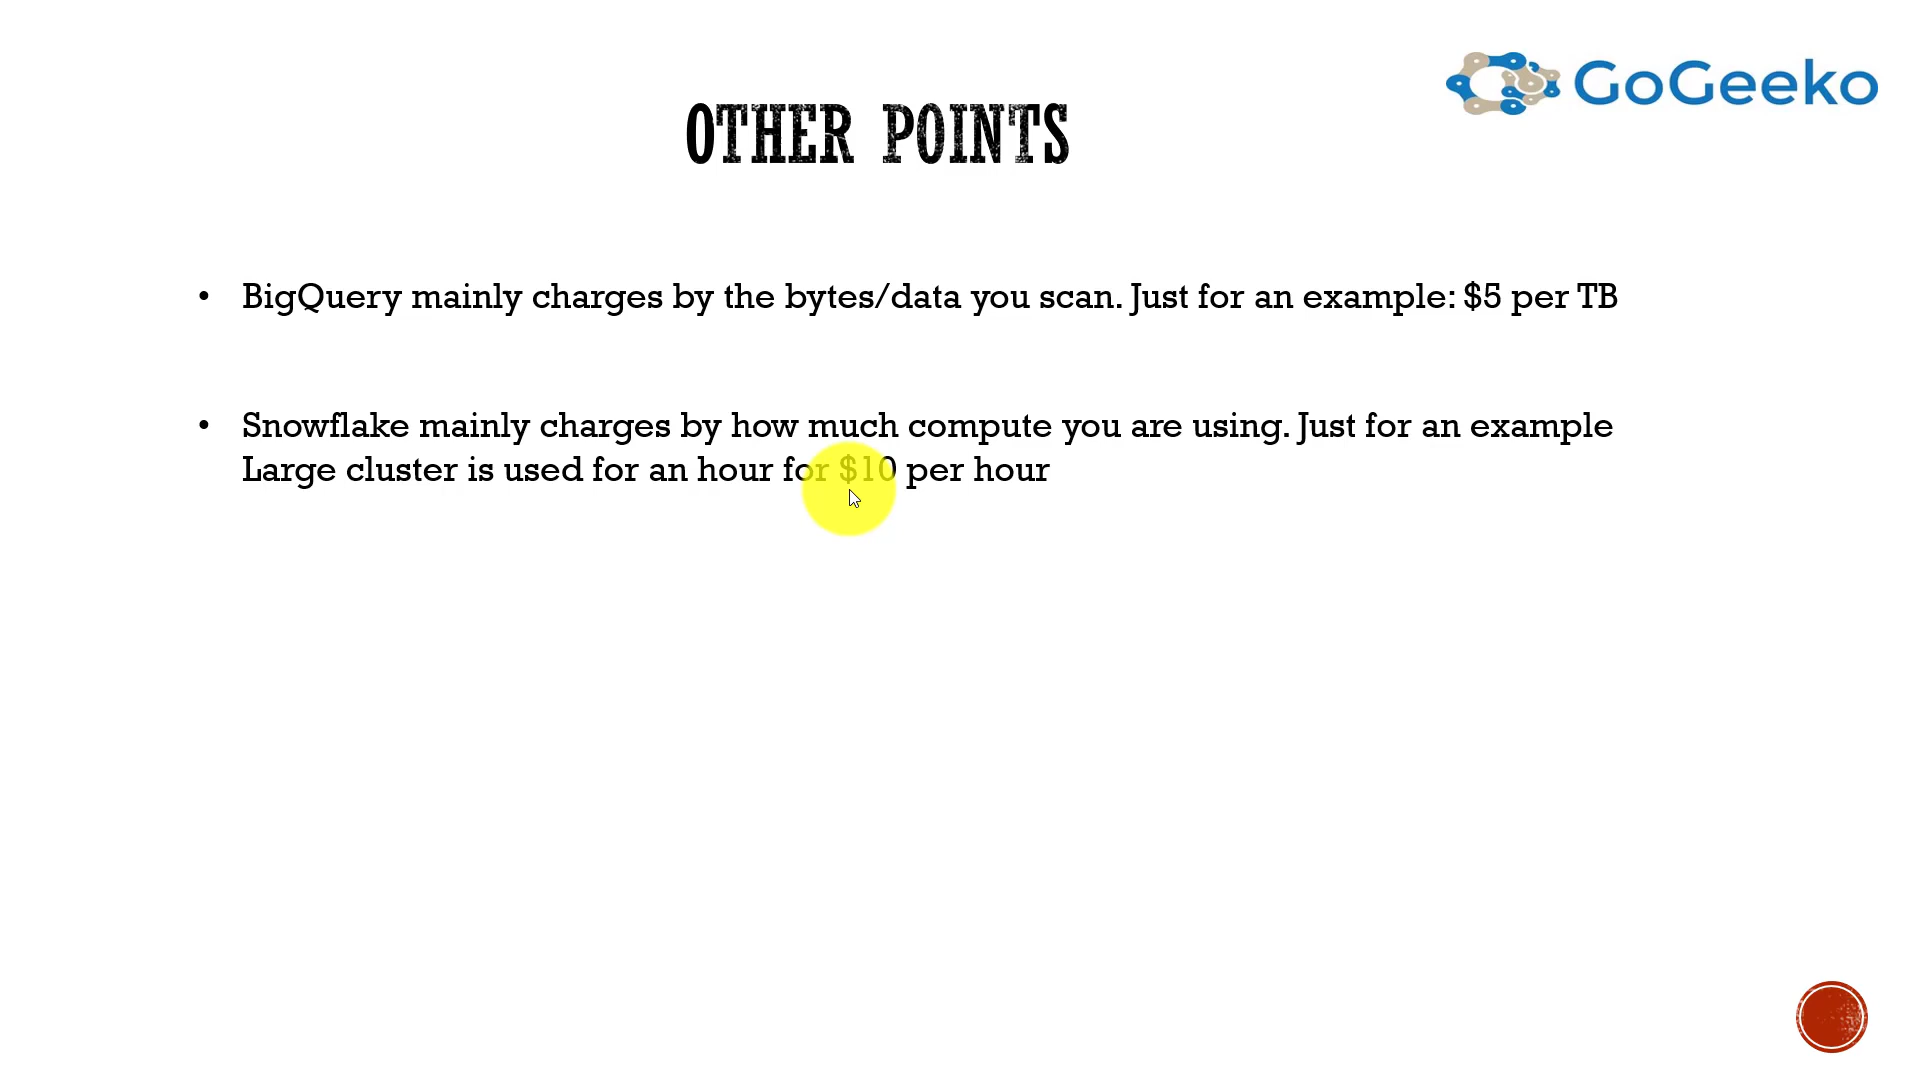 GoGeeko
OTHER POINTS
• BigQuery mainly charges by the bytes/data you scan. Just for an example: $5 per TB
• Snowflake mainly charges by how much compute you are using. Just for an example
Large cluster is used for an hour for $10 per hour